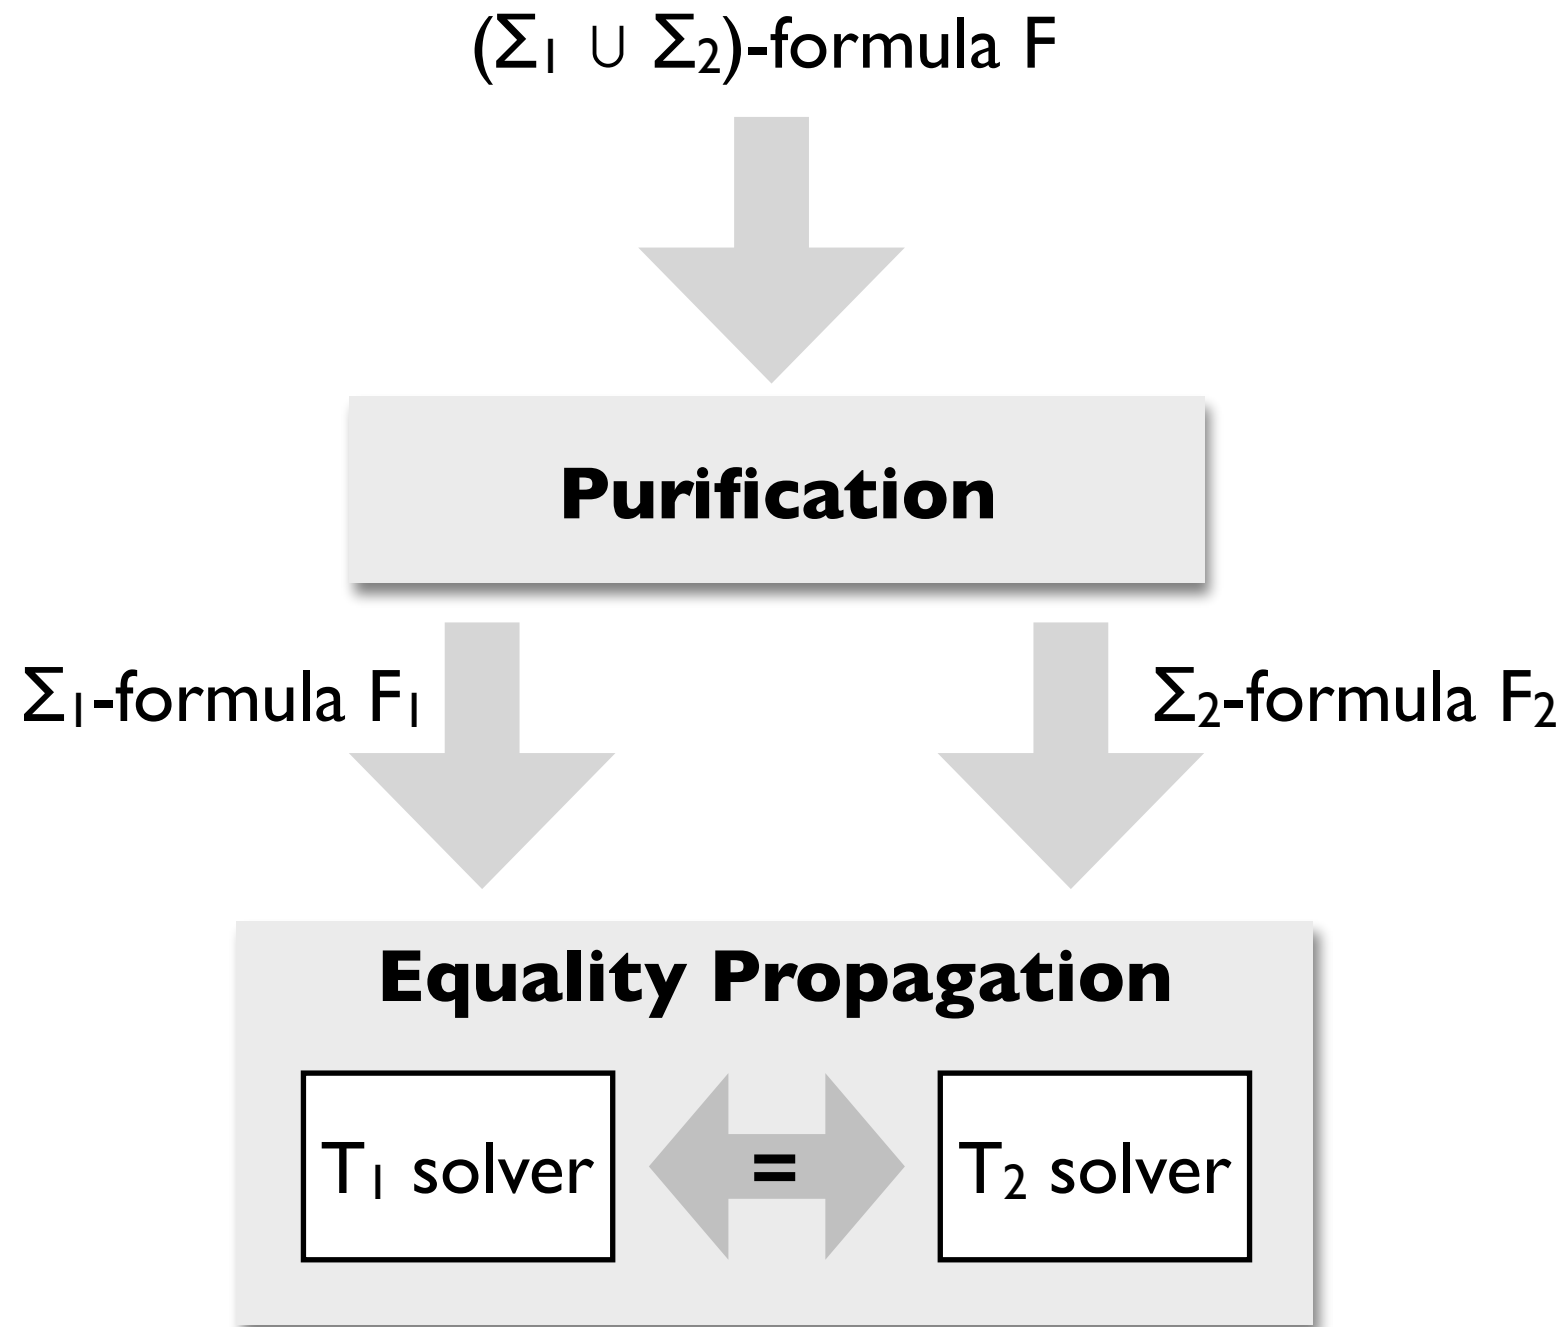 (Σ₁ ∪ Σ₂)-formula F
Purification
Σ₁-formula F₁
Σ₂-formula F₂
Equality Propagation
T₁ solver
=
T₂ solver